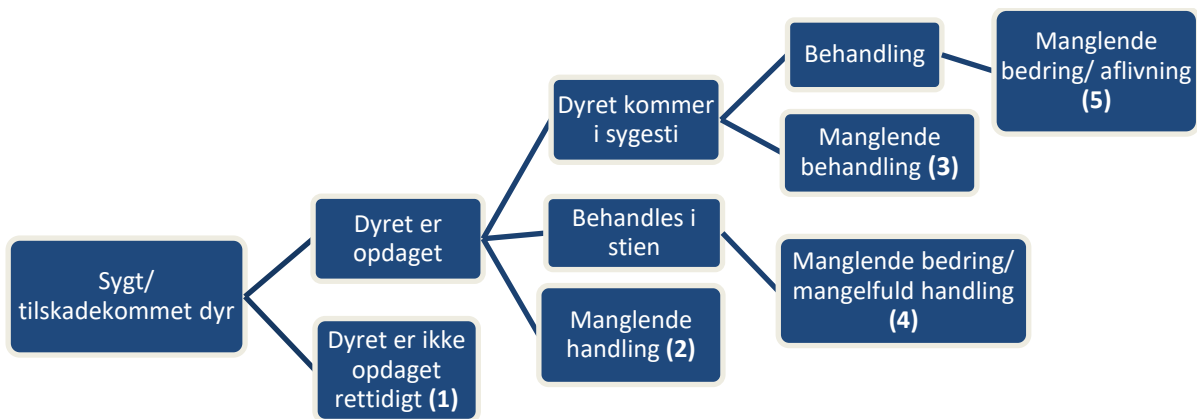 Sygt/
tilskadekommet dyr
Dyret er
opdaget
Dyret er ikke
opdaget
rettidigt (1)
Dyret kommer
i sygesti
Behandles i
stien
Manglende
handling (2)
Behandling
Manglende
behandling (3)
Manglende bedring/
mangelfuld handling
(4)
Manglende
bedring/ aflivning
(5)